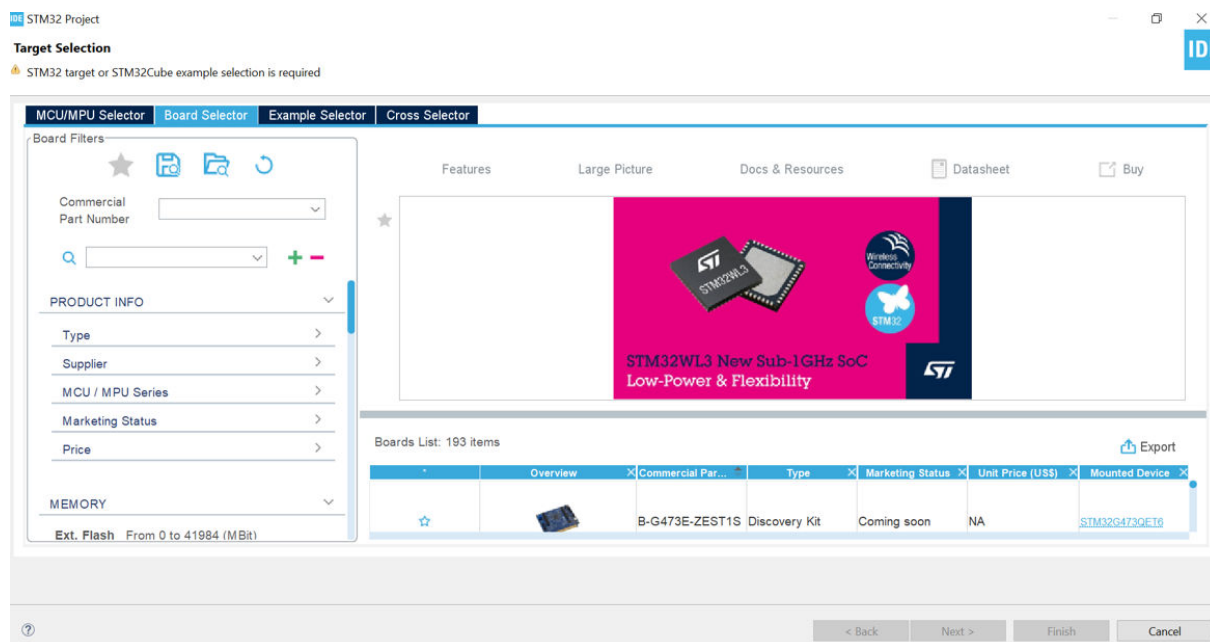 IDE STM32 Project
Target Selection
STM32 target or STM32Cube example selection is required
IDE
MCU/MPU Selector Board Selector Example Selector Cross Selector
Board Filters
Commercial
Part Number
PRODUCT INFO
Type
Supplier
MCU / MPU Series
Marketing Status
Price
MEMORY
Ext. Flash From 0 to 41984 (MBit)
Features Large Picture Docs & Resources Datasheet Buy
STM32WL3
Wireless
Connectivity
STM32
STM32WL3 New Sub-1GHz SoC
Low-Power & Flexibility
Boards List: 193 items
Export
* Overview Commercial Par... Type Marketing Status Unit Price (US$) Mounted Device
B-G473E-ZEST1S Discovery Kit Coming soon NA STM32G473QET6
< Back Next > Finish Cancel